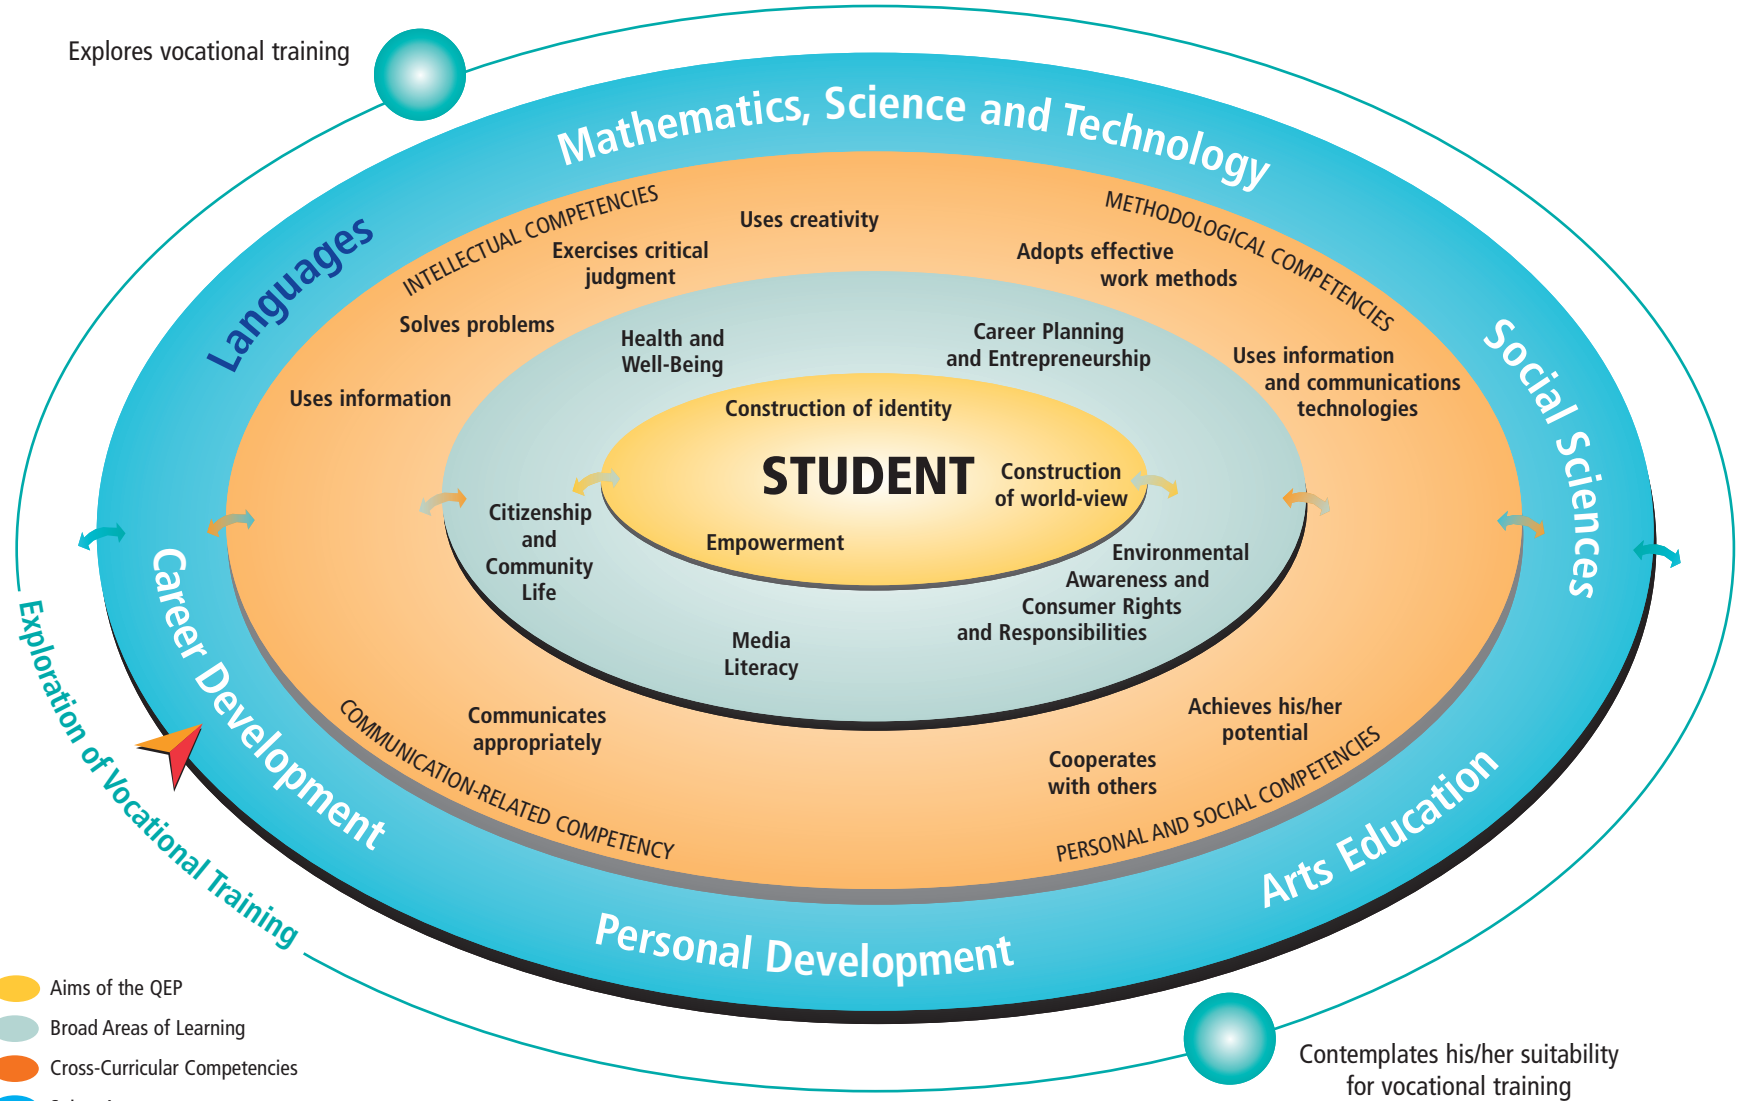 Explores vocational training
Mathematics, Science and Technology
Languages
Social Sciences
INTELLECTUAL COMPETENCIES
METHODOLOGICAL COMPETENCIES
Uses creativity
Exercises critical
judgment
Adopts effective
work methods
Solves problems
Uses information
Health and
Well-Being
Career Planning
and Entrepreneurship
Uses information
and communications
technologies
Construction of identity
STUDENT
Construction
of world-view
Empowerment
Citizenship
and
Community
Life
Environmental
Awareness and
Consumer Rights
and Responsibilities
Media
Literacy
Career Development
Exploration of Vocational Training
COMMUNICATION-RELATED COMPETENCY
Communicates
appropriately
Achieves his/her
potential
Cooperates
with others
PERSONAL AND SOCIAL COMPETENCIES
Arts Education
Personal Development
Aims of the QEP
Broad Areas of Learning
Cross-Curricular Competencies
Contemplates his/her suitability
for vocational training